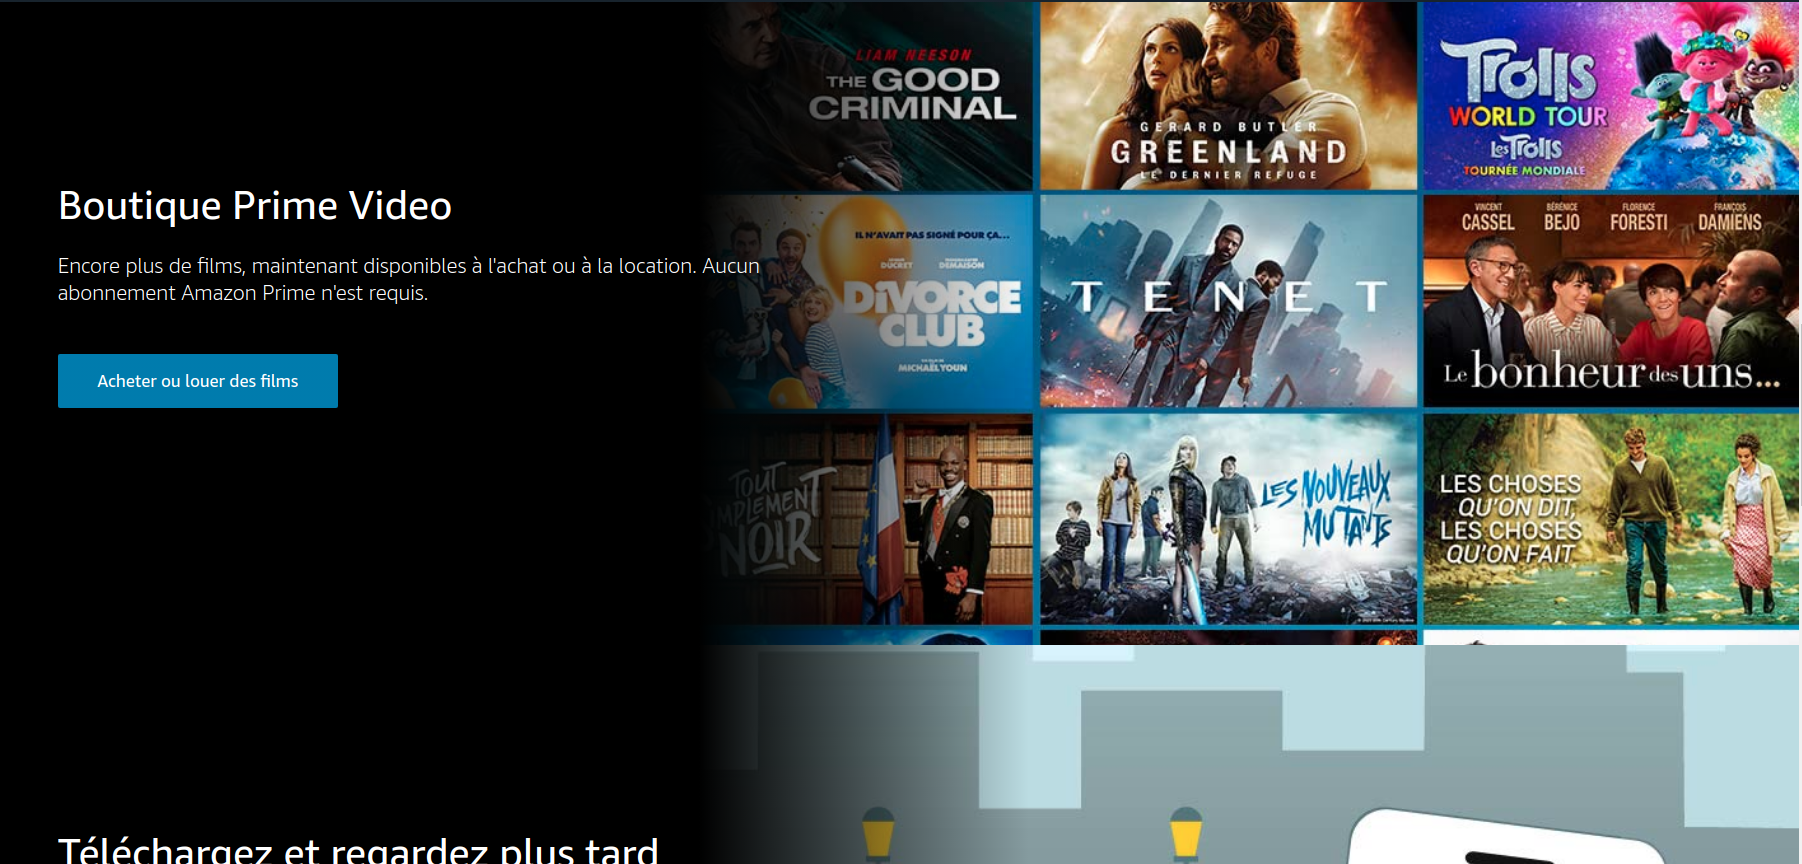 LIAM NEESON
THE GOOD
CRIMINAL
GERARD BUTLER
GREENLAND
LE DERNIER REFUGE
Trolls
WORLD TOUR
Les Trolls
TOURNÉE MONDIALE
Boutique Prime Video
Encore plus de films, maintenant disponibles à l'achat ou à la location. Aucun
abonnement Amazon Prime n'est requis.
Acheter ou louer des films
IL N'AVAIT PAS SIGNÉ POUR ÇA...
DUCRET DEMAISON
DIVORCE
CLUB
MICHAËL YOUN
TENET
VINCENT CASSEL
BÉRÉNICE BEJO
FLORENCE FORESTI
FRANÇOIS DAMIENS
Le bonheur des uns...
TOUT
SIMPLEMENT
NOIR
LES NOUVEAUX
MUTANTS
LES CHOSES
QU'ON DIT,
LES CHOSES
QU'ON FAIT
Téléchargez et regardez plus tard